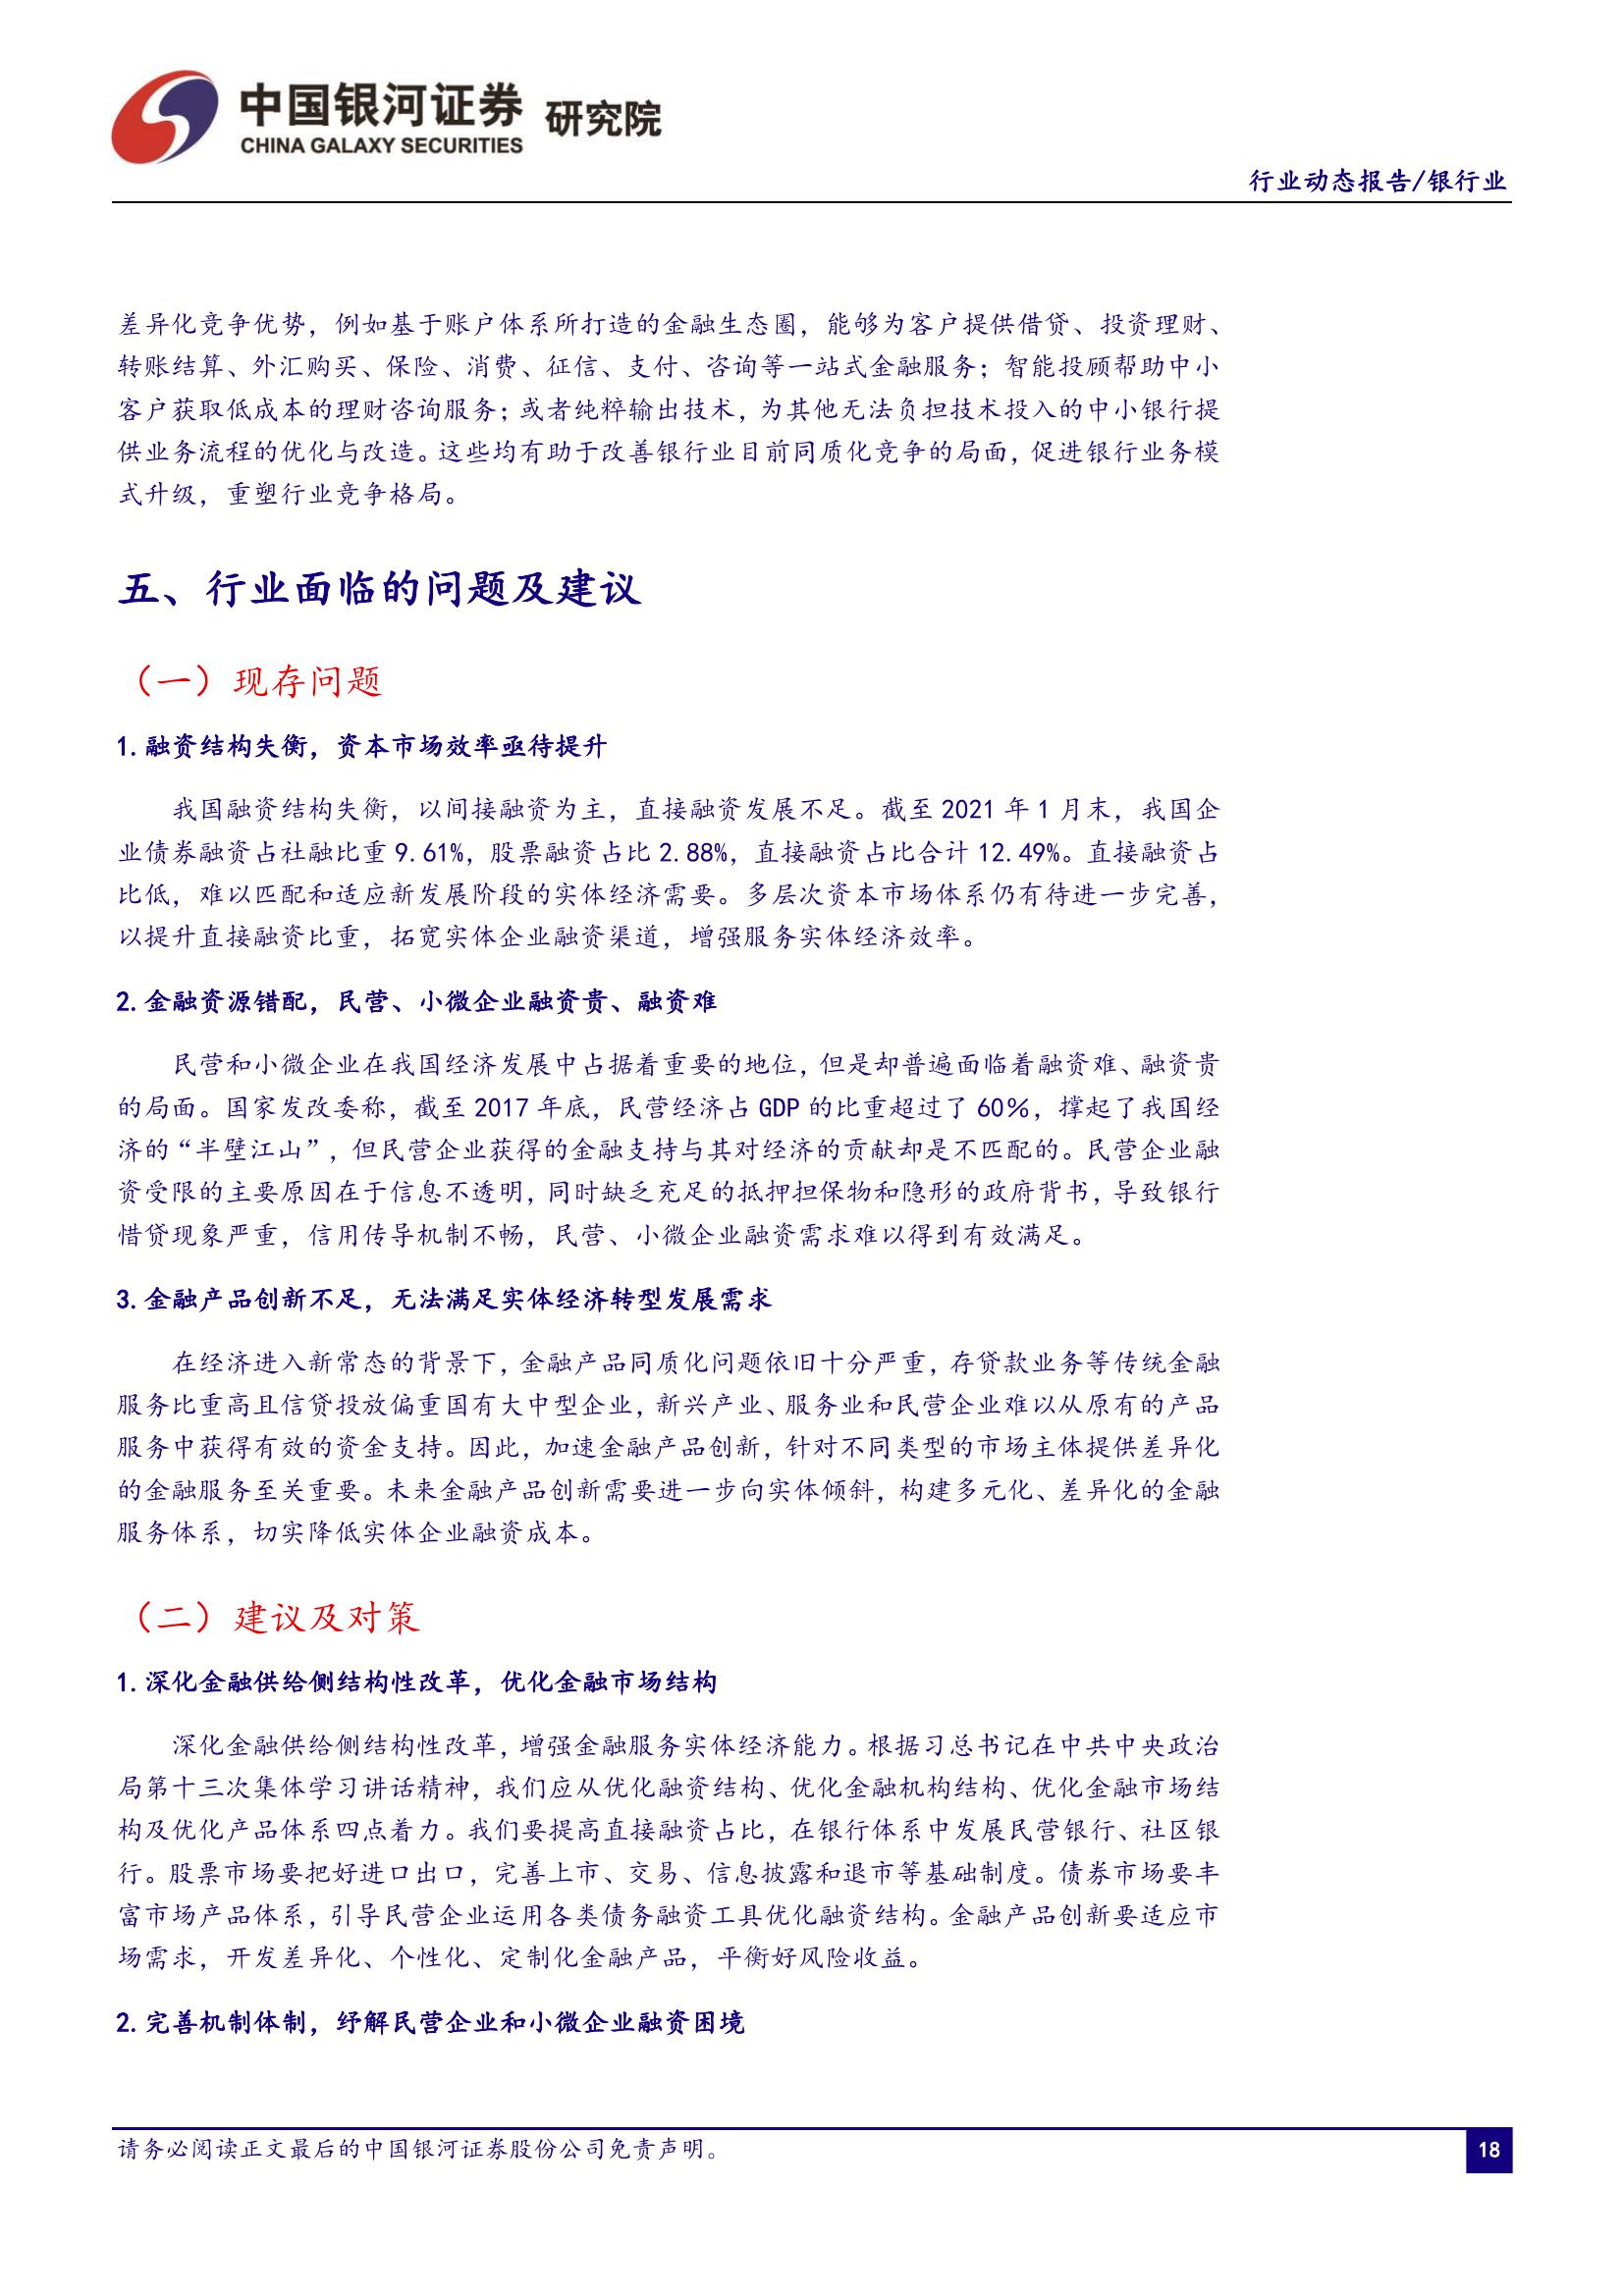 中国银河证券 研究院
CHINA GALAXY SECURITIES
行业动态报告/银行业
差异化竞争优势，例如基于账户体系所打造的金融生态圈，能够为客户提供借贷、投资理财、
转账结算、外汇购买、保险、消费、征信、支付、咨询等一站式金融服务；智能投顾帮助中小
客户获取低成本的理财咨询服务；或者纯粹输出技术，为其他无法负担技术投入的中小银行提
供业务流程的优化与改造。这些均有助于改善银行业目前同质化竞争的局面，促进银行业务模
式升级，重塑行业竞争格局。
五、行业面临的问题及建议
（一）现存问题
1.融资结构失衡，资本市场效率亟待提升
我国融资结构失衡，以间接融资为主，直接融资发展不足。截至 2021 年 1 月末，我国企
业债券融资占社融比重 9.61%，股票融资占比 2.88%，直接融资占比合计 12.49%。直接融资占
比低，难以匹配和适应新发展阶段的实体经济需要。多层次资本市场体系仍有待进一步完善，
以提升直接融资比重，拓宽实体企业融资渠道，增强服务实体经济效率。
2.金融资源错配，民营、小微企业融资贵、融资难
民营和小微企业在我国经济发展中占据着重要的地位，但是却普遍面临着融资难、融资贵
的局面。国家发改委称，截至 2017 年底，民营经济占 GDP 的比重超过了 60％，撑起了我国经
济的“半壁江山”，但民营企业获得的金融支持与其对经济的贡献却是不匹配的。民营企业融
资受限的主要原因在于信息不透明，同时缺乏充足的抵押担保物和隐形的政府背书，导致银行
惜贷现象严重，信用传导机制不畅，民营、小微企业融资需求难以得到有效满足。
3.金融产品创新不足，无法满足实体经济转型发展需求
在经济进入新常态的背景下，金融产品同质化问题依旧十分严重，存贷款业务等传统金融
服务比重高且信贷投放偏重国有大中型企业，新兴产业、服务业和民营企业难以从原有的产品
服务中获得有效的资金支持。因此，加速金融产品创新，针对不同类型的市场主体提供差异化
的金融服务至关重要。未来金融产品创新需要进一步向实体倾斜，构建多元化、差异化的金融
服务体系，切实降低实体企业融资成本。
（二）建议及对策
1.深化金融供给侧结构性改革，优化金融市场结构
深化金融供给侧结构性改革，增强金融服务实体经济能力。根据习总书记在中共中央政治
局第十三次集体学习讲话精神，我们应从优化融资结构、优化金融机构结构、优化金融市场结
构及优化产品体系四点着力。我们要提高直接融资占比，在银行体系中发展民营银行、社区银
行。股票市场要把好进口出口，完善上市、交易、信息披露和退市等基础制度。债券市场要丰
富市场产品体系，引导民营企业运用各类债务融资工具优化融资结构。金融产品创新要适应市
场需求，开发差异化、个性化、定制化金融产品，平衡好风险收益。
2.完善机制体制，纾解民营企业和小微企业融资困境
请务必阅读正文最后的中国银河证券股份公司免责声明。
18